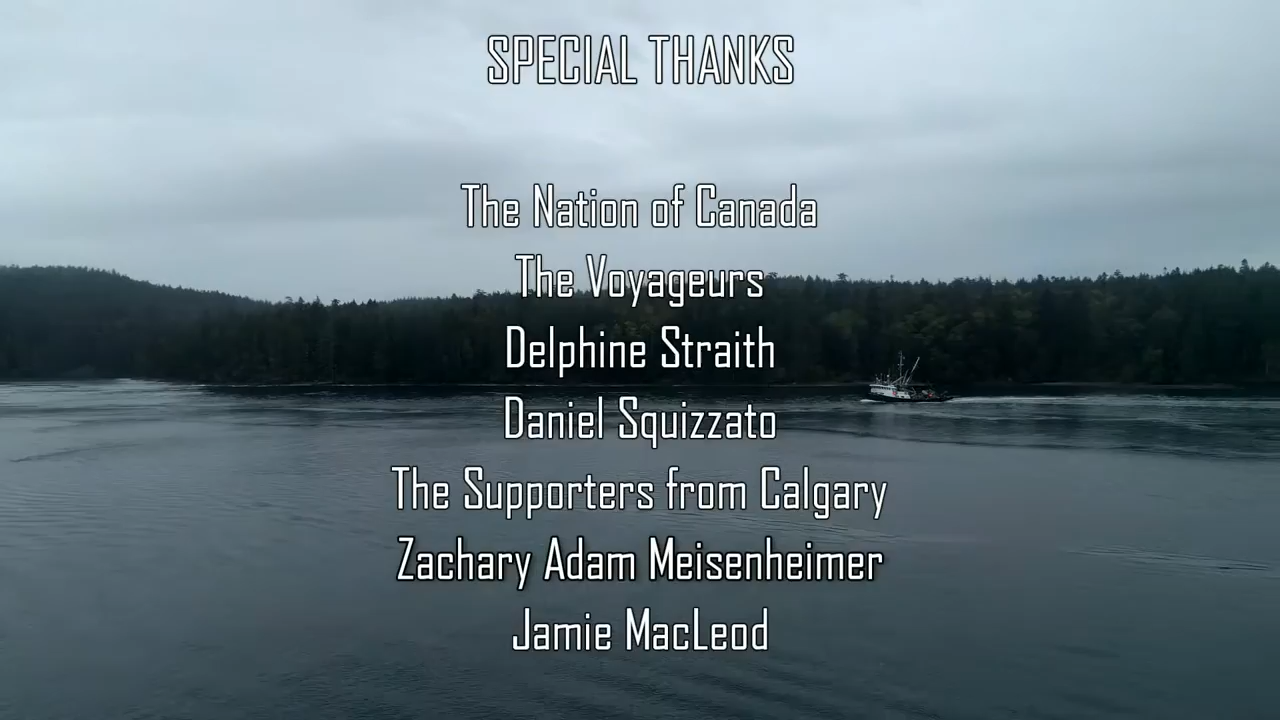 SPECIAL THANKS
The Nation of Canada
The Voyageurs
Delphine Straith
Daniel Squizzato
The Supporters from Calgary
Zachary Adam Meisenheimer
Jamie MacLeod